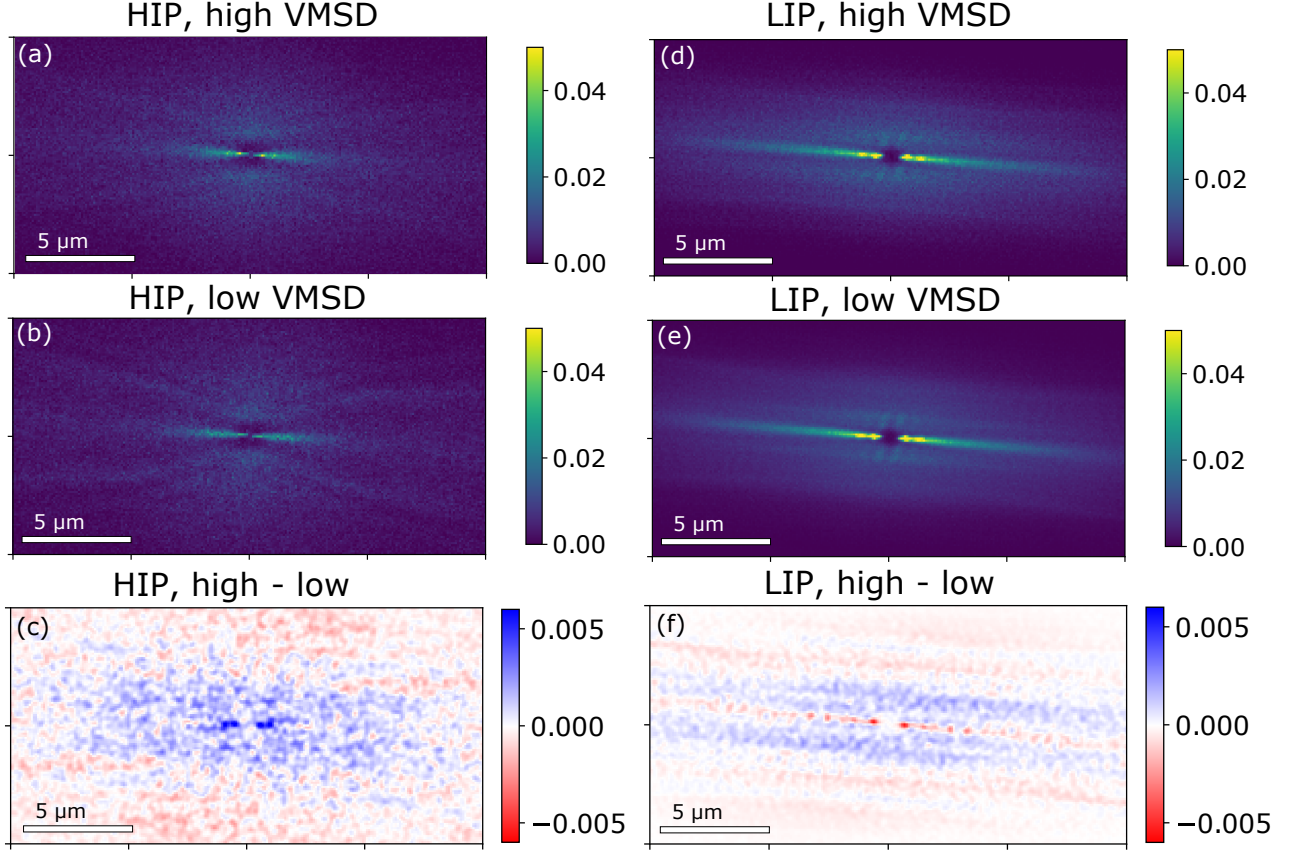 HIP, high VMSD
(a)
5 µm
0.04
0.02
0.00
LIP, high VMSD
(d)
5 µm
0.04
0.02
0.00
HIP, low VMSD
(b)
5 µm
0.04
0.02
0.00
LIP, low VMSD
(e)
5 µm
0.04
0.02
0.00
HIP, high - low
(c)
5 µm
0.005
0.000
−0.005
LIP, high - low
(f)
5 µm
0.005
0.000
−0.005